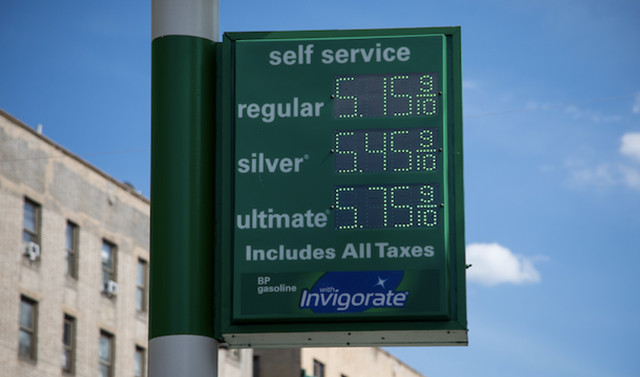 self service
regular 5.15 9/10
silver® 5.45 9/10
ultimate® 5.75 9/10
Includes All Taxes
BP
gasoline
with
Invigorate®